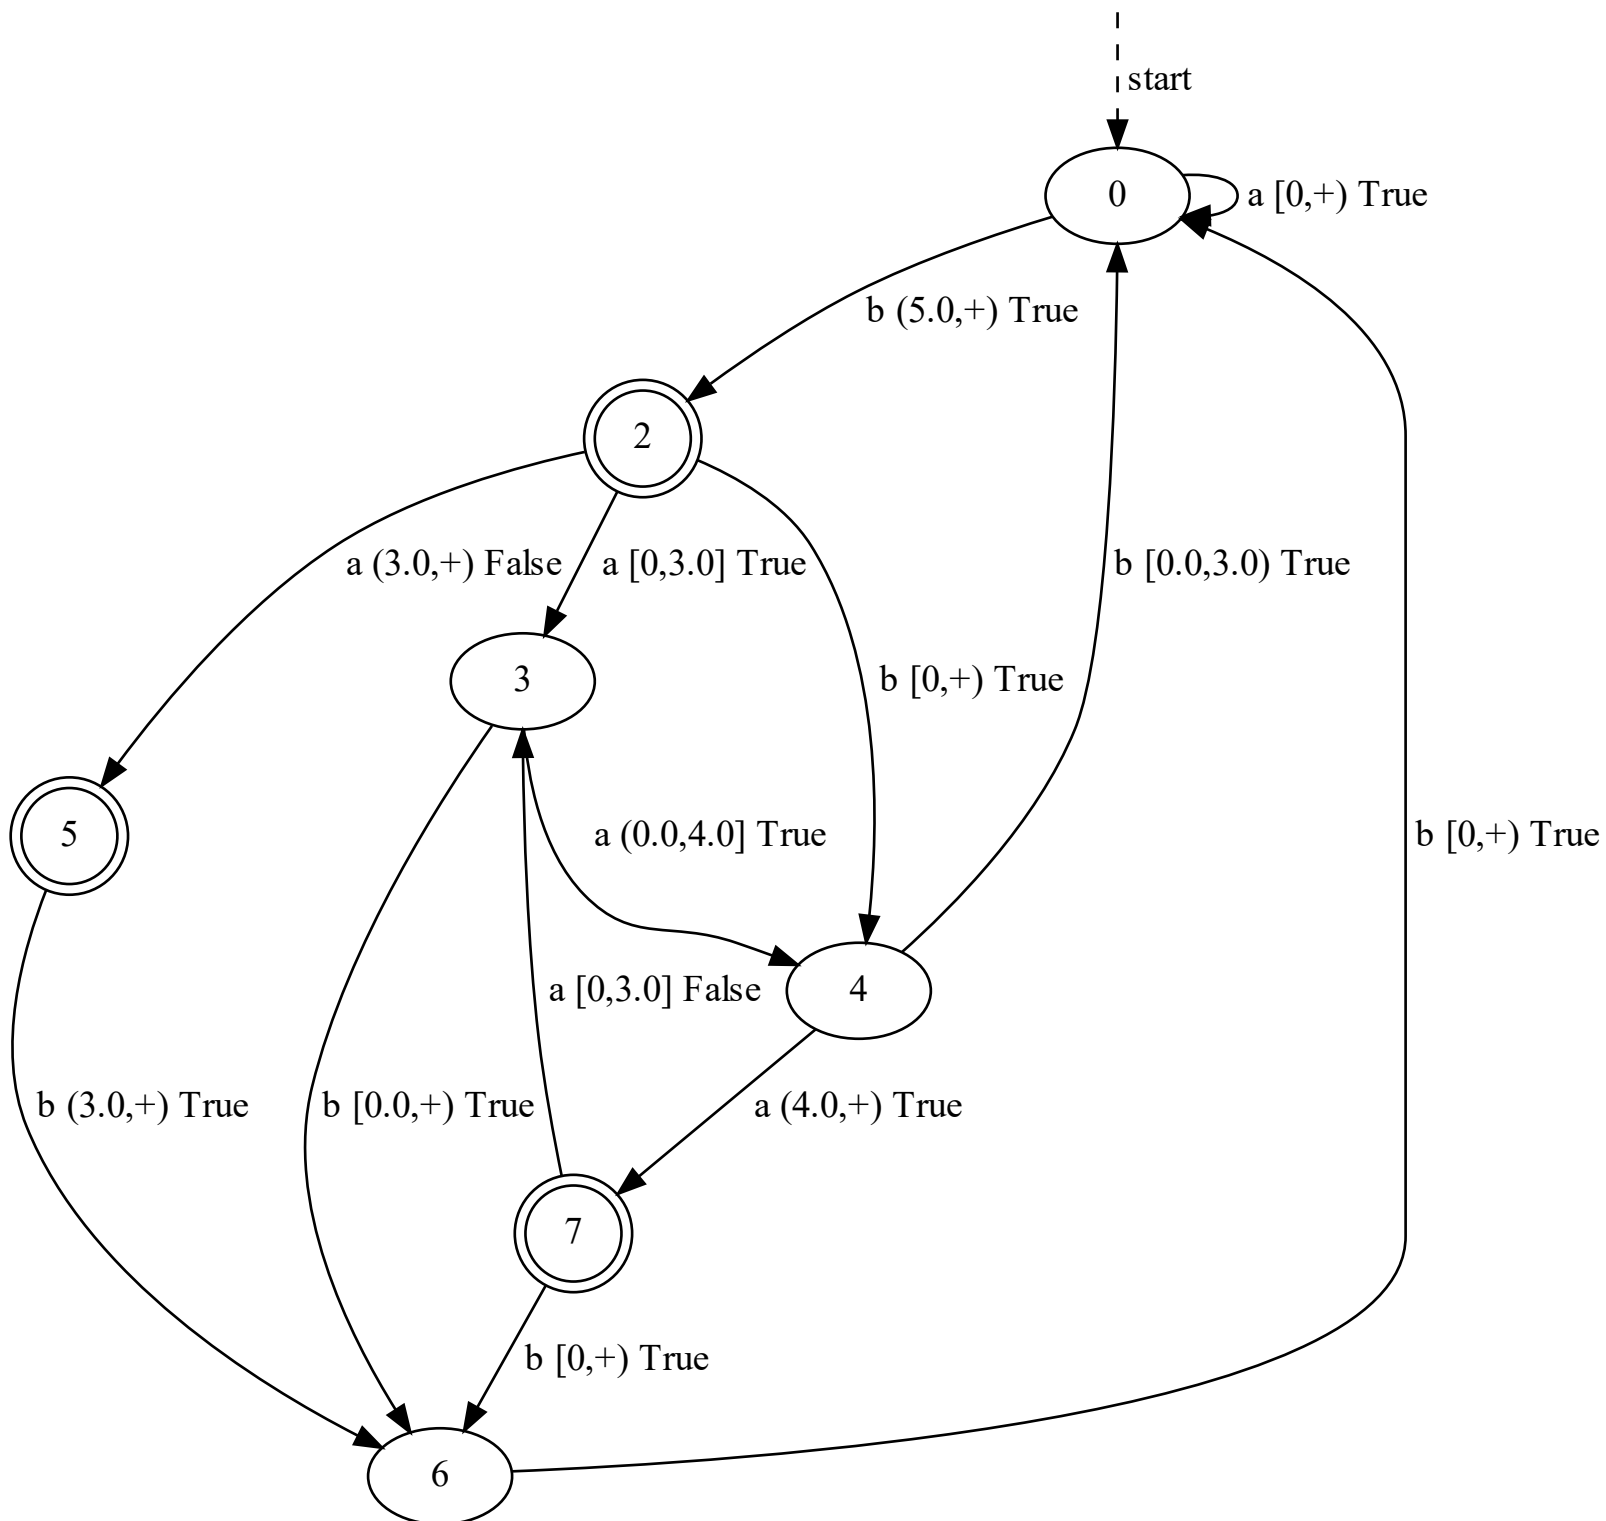 start
0
a [0,+) True
b (5.0,+) True
2
a (3.0,+) False
a [0,3.0] True
b [0.0,3.0) True
3
b [0,+) True
5
a (0.0,4.0] True
b [0,+) True
a [0,3.0] False
4
b (3.0,+) True
b [0.0,+) True
a (4.0,+) True
7
b [0,+) True
6